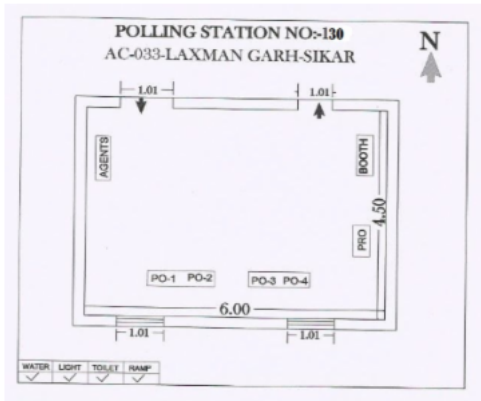 POLLING STATION NO:-130
AC-033-LAXMAN GARH-SIKAR
N
1.01
1.01
AGENTS
BOOTH
4.50
PRO
PO-1 PO-2
PO-3 PO-4
6.00
1.01
1.01
WATER LIGHT TOILET RAMP